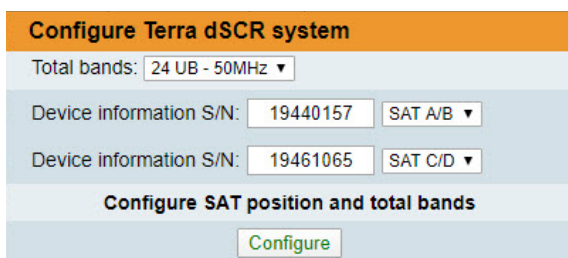 Configure Terra dSCR system
Total bands: 24 UB - 50MHz ▼
Device information S/N: 19440157 SAT A/B ▼
Device information S/N: 19461065 SAT C/D ▼
Configure SAT position and total bands
Configure